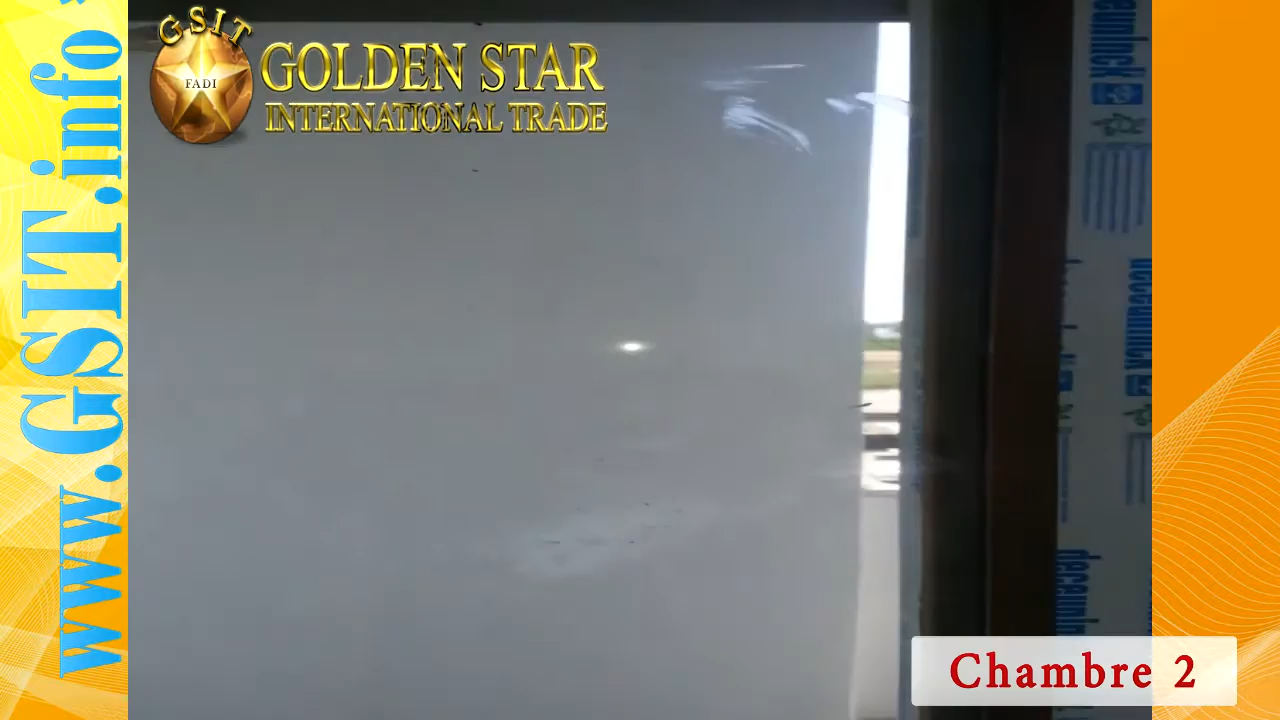 GSIT
FADI
GOLDEN STAR
INTERNATIONAL TRADE
www.GSIT.info
deceuninck
deceuninck
Chambre 2